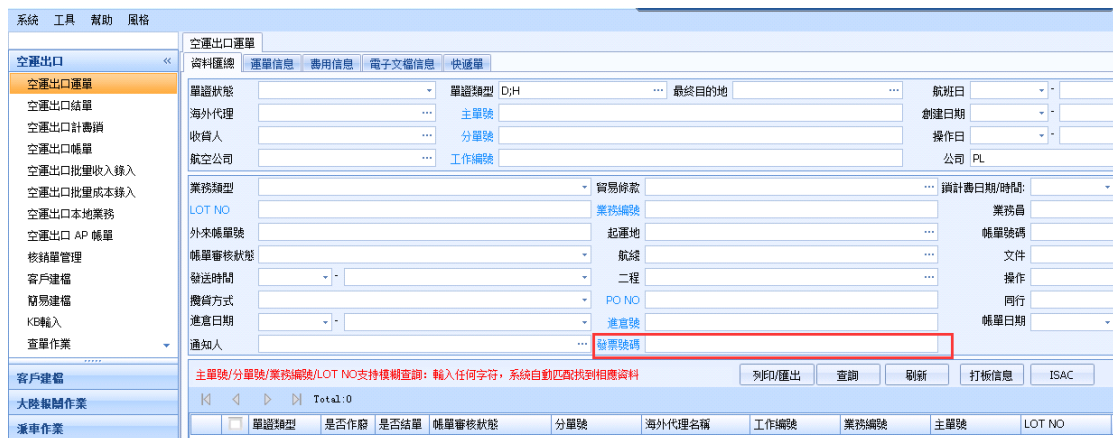 系統 工具 幫助 風格
空運出口運單
空運出口 «
資料匯總 運單信息 費用信息 電子文檔信息 快遞單
空運出口運單
空運出口結單
空運出口計費鎖
空運出口帳單
空運出口批量收入錄入
空運出口批量成本錄入
空運出口本地業務
空運出口 AP 帳單
核銷單管理
客戶建檔
簡易建檔
KB輸入
查單作業
客戶建檔
大陸報關作業
派車作業
單證狀態 單證類型 D;H ··· 最終目的地 ··· 航班日 -
海外代理 ··· 主單號 創建日期 -
收貨人 ··· 分單號 操作日 -
航空公司 ··· 工作編號 公司 PL
業務類型 貿易條款 ··· 鎖計費日期/時間:
LOT NO 業務編號 業務員
外來帳單號 起運地 ··· 帳單號碼
帳單審核狀態 航綫 ··· 文件
發送時間 - 二程 ··· 操作
攬貨方式 PO NO 同行
進倉日期 - 進倉號 帳單日期
通知人 ··· 發票號碼
主單號/分單號/業務編號/LOT NO支持模糊查詢：輸入任何字符，系統自動匹配找到相應資料 列印/匯出 查詢 刷新 打板信息 ISAC
Total:0
單證類型 是否作廢 是否結單 帳單審核狀態 分單號 海外代理名稱 工作編號 業務編號 主單號 LOT NO